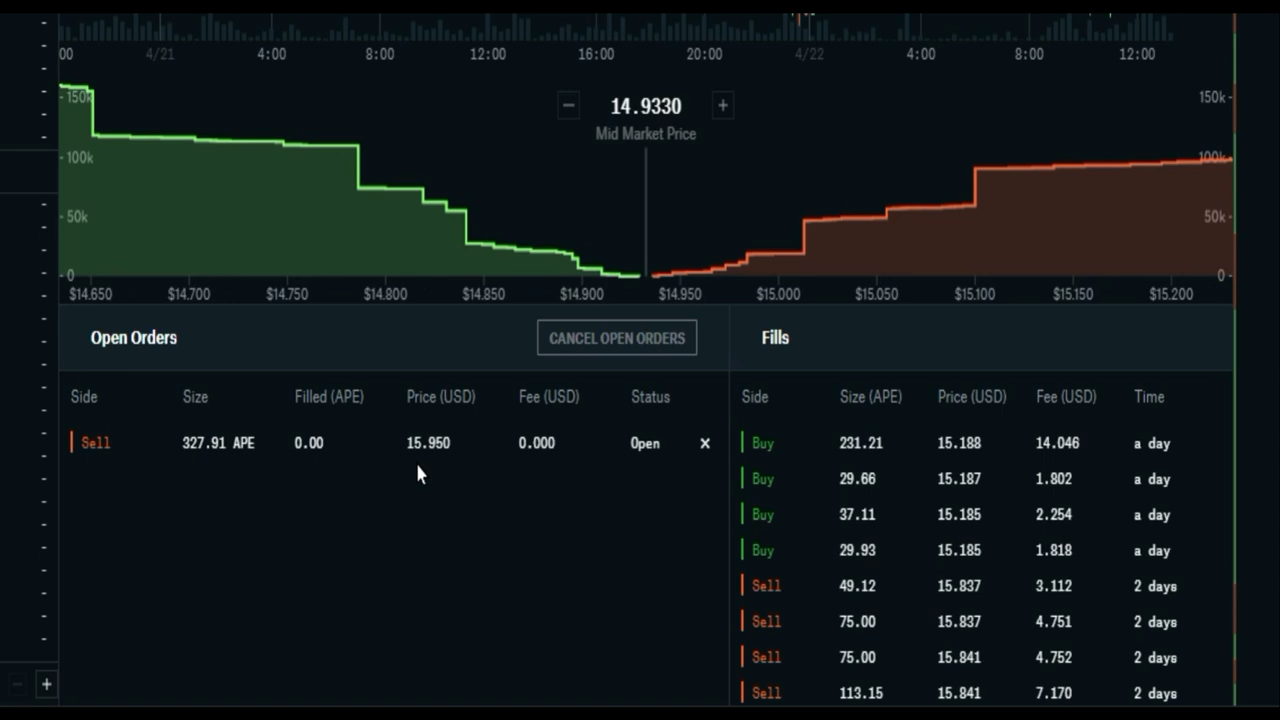 00 4/21 4:00 8:00 12:00 16:00 20:00 4/22 4:00 8:00 12:00
− 14.9330 +
Mid Market Price
150k 150k
100k 100k
50k 50k
0 0
$14.650 $14.700 $14.750 $14.800 $14.850 $14.900 $14.950 $15.000 $15.050 $15.100 $15.150 $15.200
Open Orders CANCEL OPEN ORDERS Fills
Side Size Filled (APE) Price (USD) Fee (USD) Status Side Size (APE) Price (USD) Fee (USD) Time
Sell 327.91 APE 0.00 15.950 0.000 Open × Buy 231.21 15.188 14.046 a day
Buy 29.66 15.187 1.802 a day
Buy 37.11 15.185 2.254 a day
Buy 29.93 15.185 1.818 a day
Sell 49.12 15.837 3.112 2 days
Sell 75.00 15.837 4.751 2 days
Sell 75.00 15.841 4.752 2 days
− + Sell 113.15 15.841 7.170 2 days